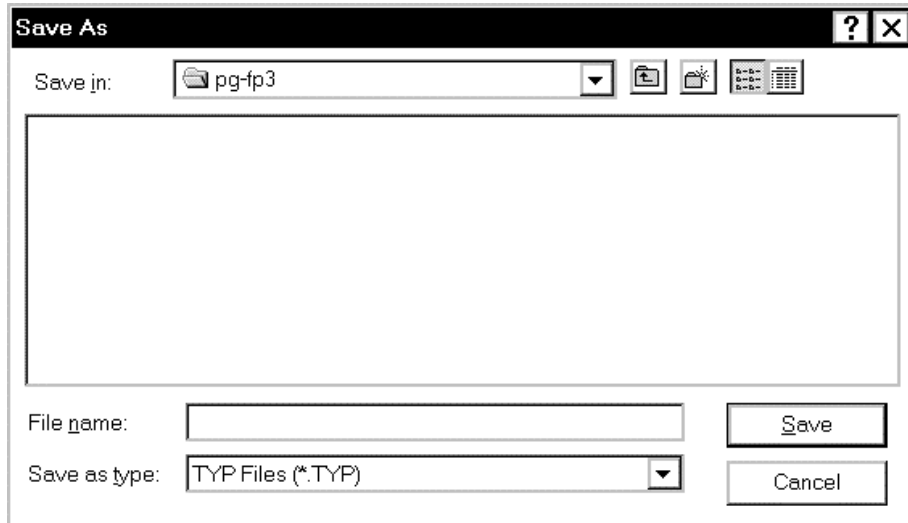 Save As
Save in: pg-fp3
File name: Save
Save as type: TYP Files (*.TYP) Cancel